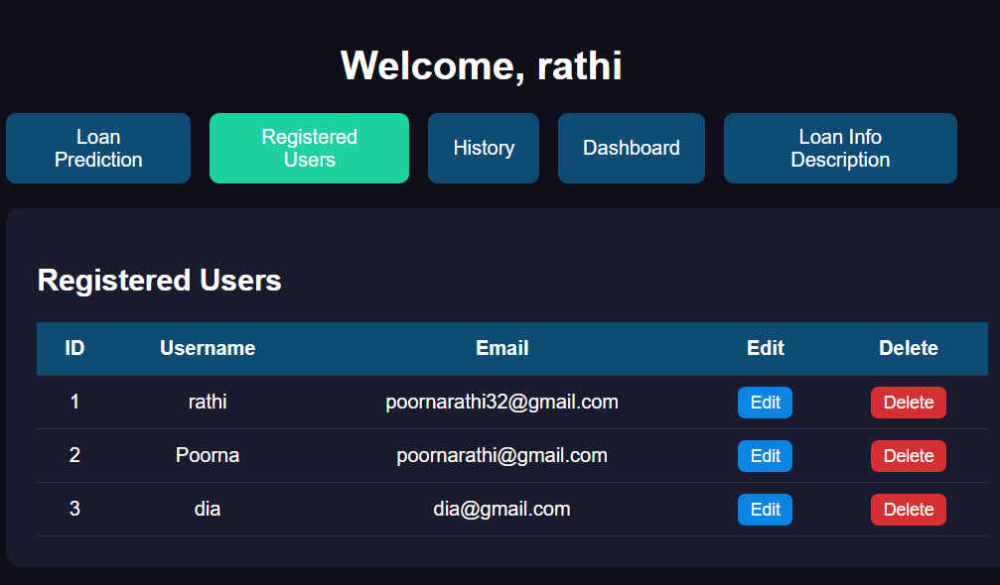 Welcome, rathi
Loan
Prediction
Registered
Users
History
Dashboard
Loan Info
Description
Registered Users
ID Username Email Edit Delete
1 rathi poornarathi32@gmail.com Edit Delete
2 Poorna poornarathi@gmail.com Edit Delete
3 dia dia@gmail.com Edit Delete